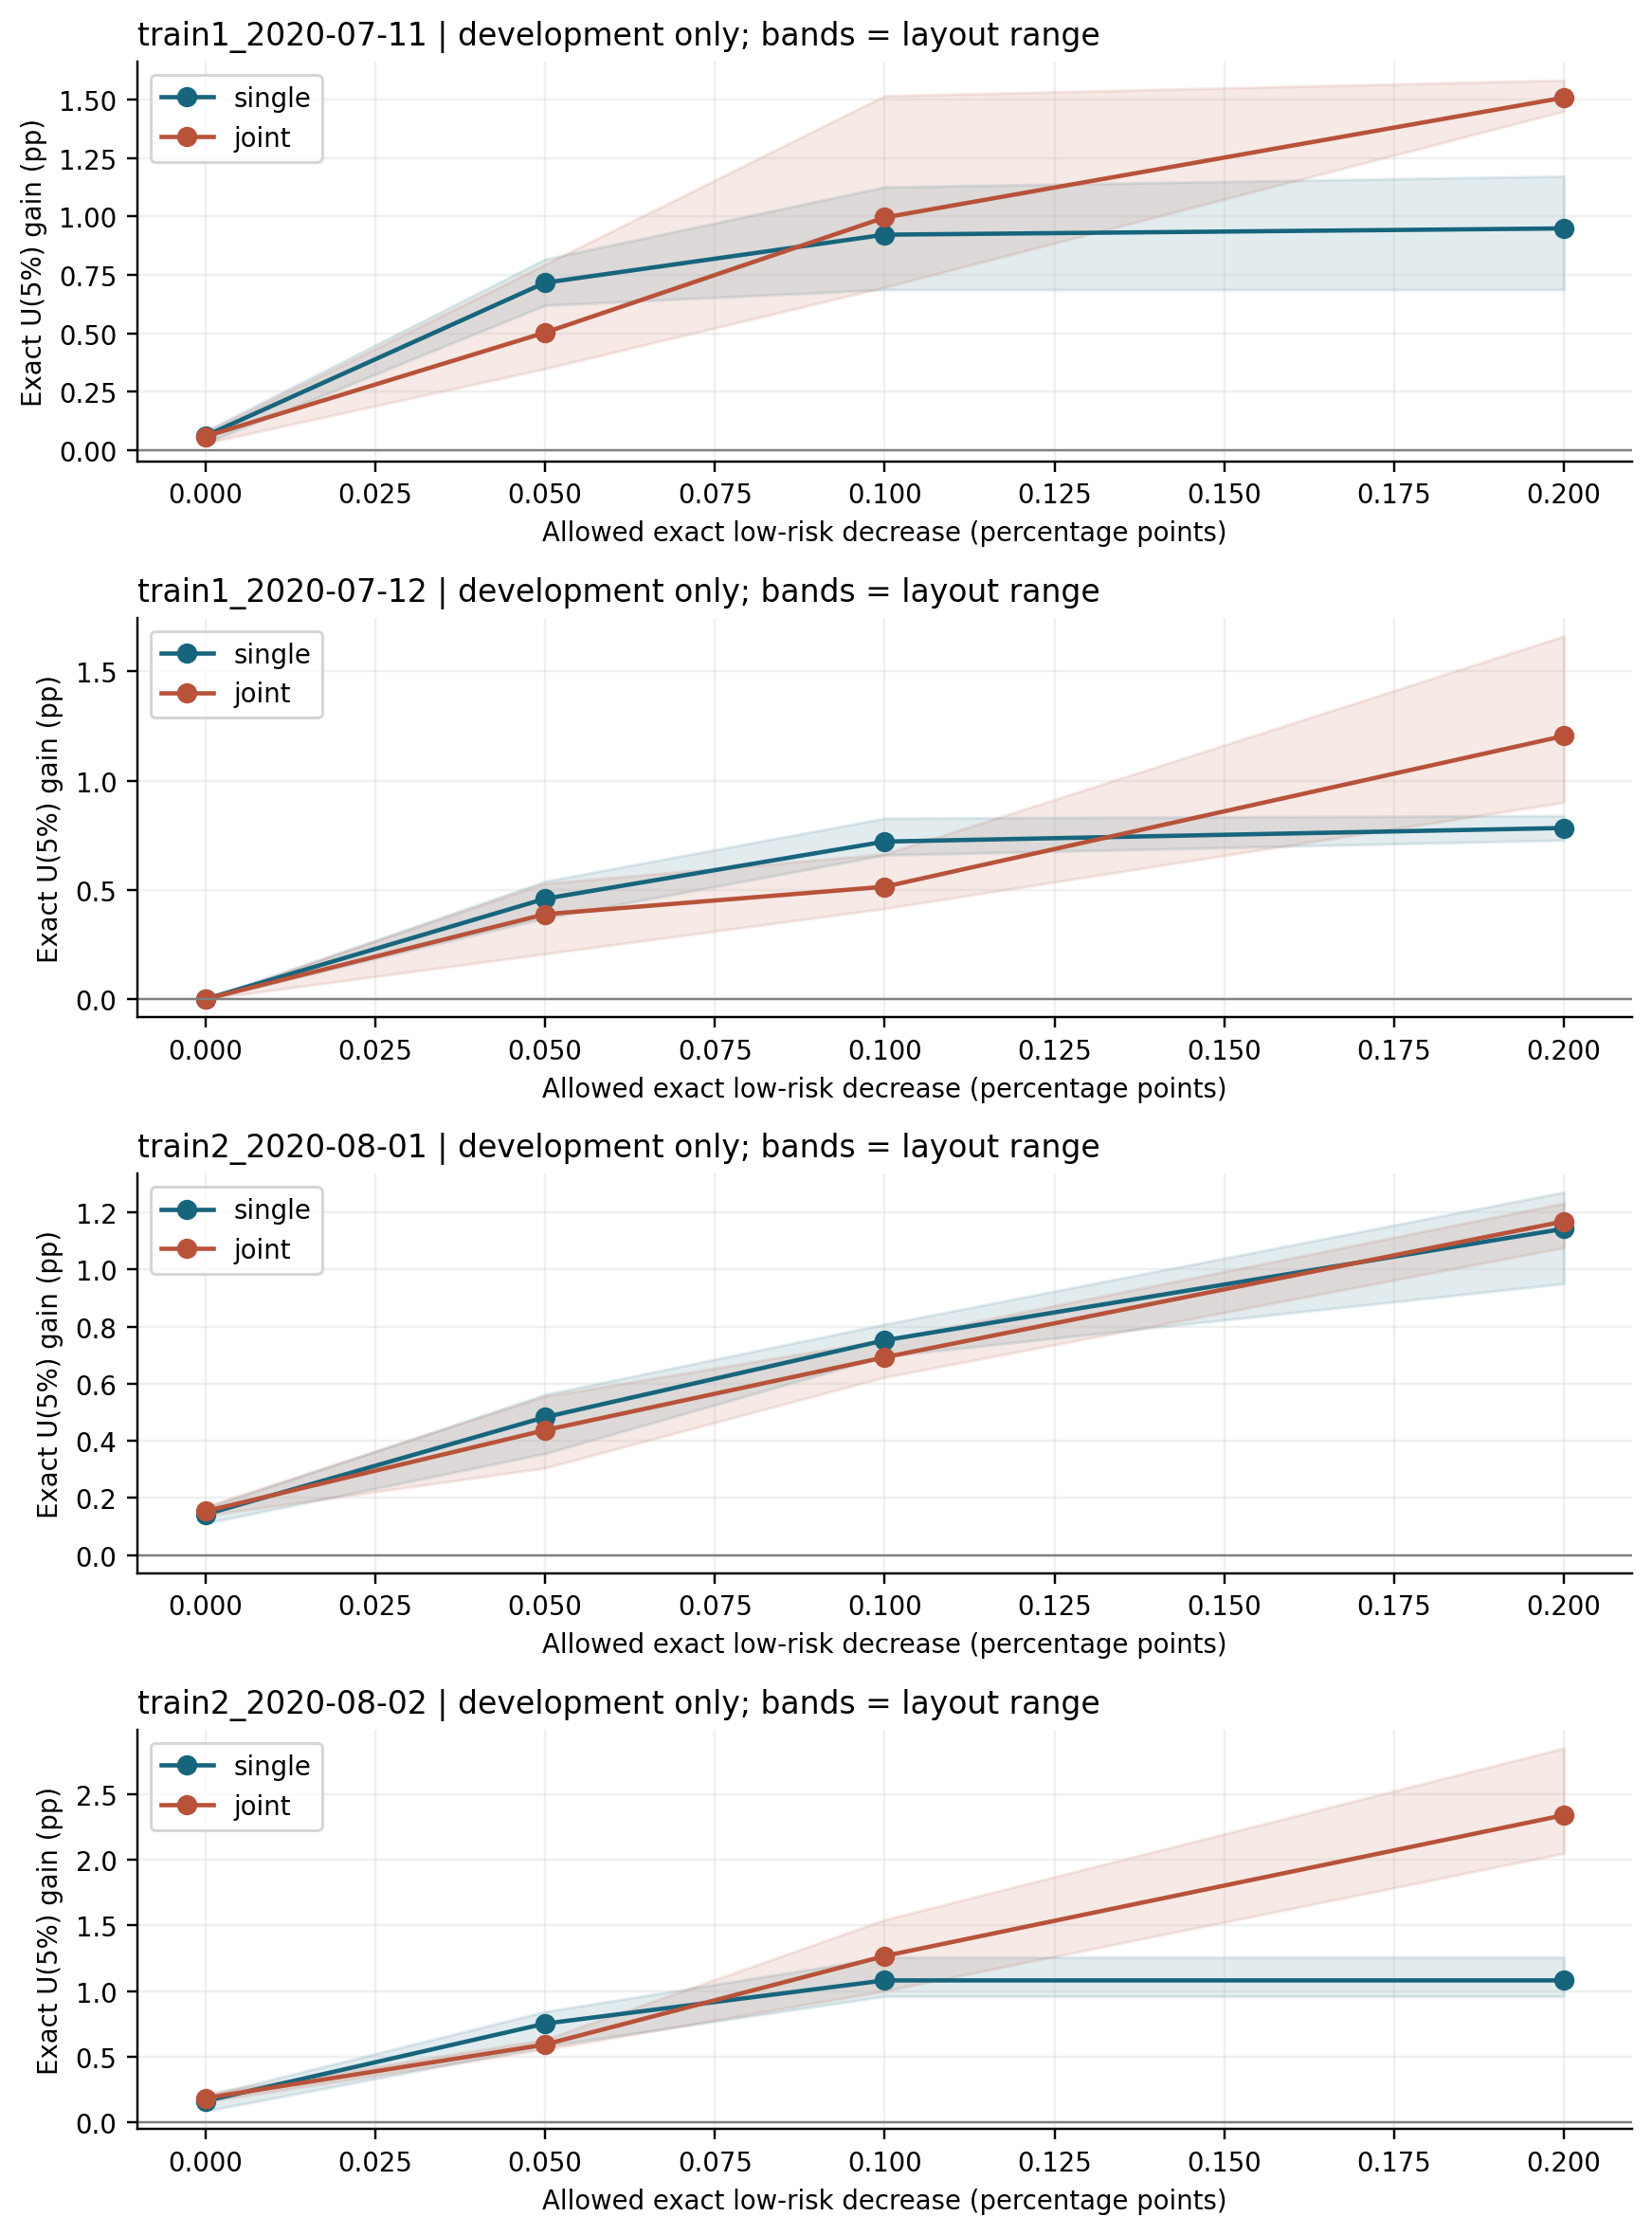 train1_2020-07-11 | development only; bands = layout range
single
joint
Exact U(5%) gain (pp)
1.50
1.25
1.00
0.75
0.50
0.25
0.00
0.000 0.025 0.050 0.075 0.100 0.125 0.150 0.175 0.200
Allowed exact low-risk decrease (percentage points)
train1_2020-07-12 | development only; bands = layout range
single
joint
Exact U(5%) gain (pp)
1.5
1.0
0.5
0.0
0.000 0.025 0.050 0.075 0.100 0.125 0.150 0.175 0.200
Allowed exact low-risk decrease (percentage points)
train2_2020-08-01 | development only; bands = layout range
single
joint
Exact U(5%) gain (pp)
1.2
1.0
0.8
0.6
0.4
0.2
0.0
0.000 0.025 0.050 0.075 0.100 0.125 0.150 0.175 0.200
Allowed exact low-risk decrease (percentage points)
train2_2020-08-02 | development only; bands = layout range
single
joint
Exact U(5%) gain (pp)
2.5
2.0
1.5
1.0
0.5
0.0
0.000 0.025 0.050 0.075 0.100 0.125 0.150 0.175 0.200
Allowed exact low-risk decrease (percentage points)